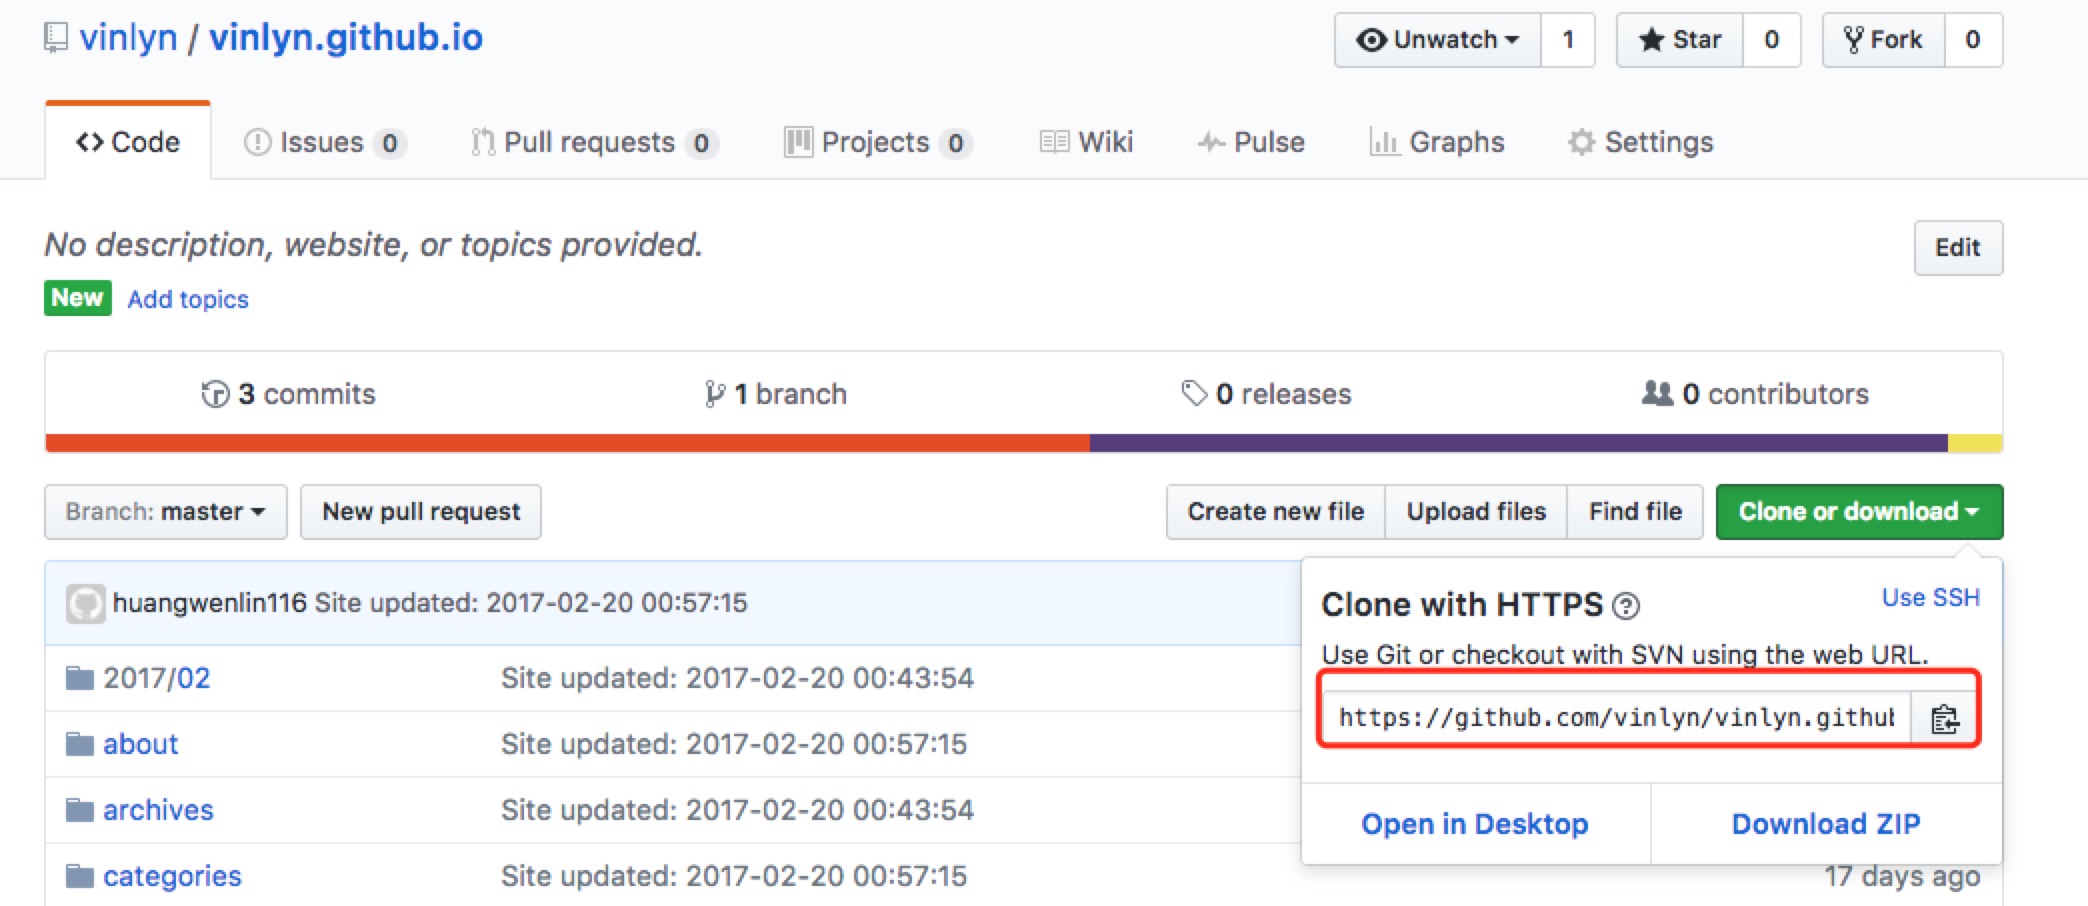 vinlyn / vinlyn.github.io
Unwatch 1 Star 0 Fork 0
Code Issues 0 Pull requests 0 Projects 0 Wiki Pulse Graphs Settings
No description, website, or topics provided. Edit
New Add topics
3 commits 1 branch 0 releases 0 contributors
Branch: master New pull request Create new file Upload files Find file Clone or download
huangwenlin116 Site updated: 2017-02-20 00:57:15
Clone with HTTPS ? Use SSH
Use Git or checkout with SVN using the web URL.
https://github.com/vinlyn/vinlyn.github
Open in Desktop Download ZIP
2017/02 Site updated: 2017-02-20 00:43:54
about Site updated: 2017-02-20 00:57:15
archives Site updated: 2017-02-20 00:43:54
categories Site updated: 2017-02-20 00:57:15 17 days ago